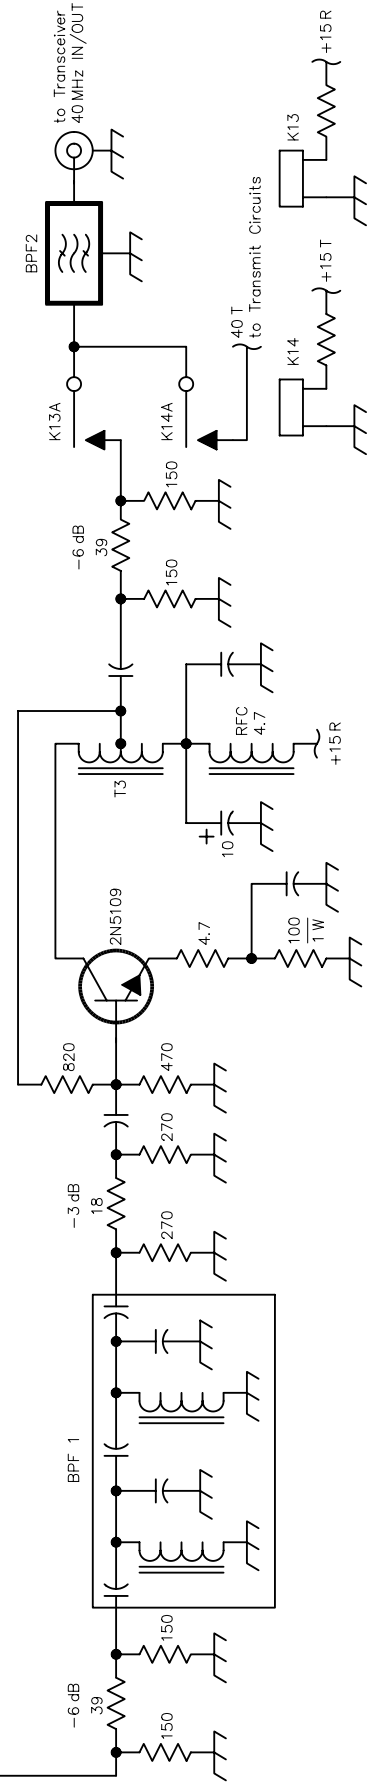 −6 dB
39
150
150
BPF 1
−3 dB
18
270
270
820
470
2N5109
4.7
100
1 W
T3
+
10
RFC
4.7
+15 R
−6 dB
39
150
150
K13A
K14A
BPF2
to Transceiver
40 MHz IN/OUT
40 T
to Transmit Circuits
K14
+15 T
K13
+15 R